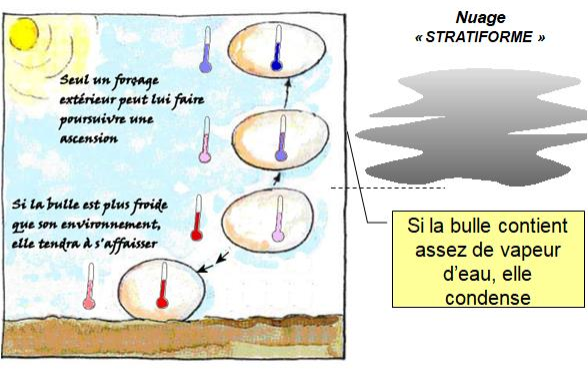 Nuage
« STRATIFORME »
Seul un forçage
extérieur peut lui faire
poursuivre une
ascension
Si la bulle est plus froide
que son environnement,
elle tendra à s'affaisser
Si la bulle contient
assez de vapeur
d'eau, elle
condense